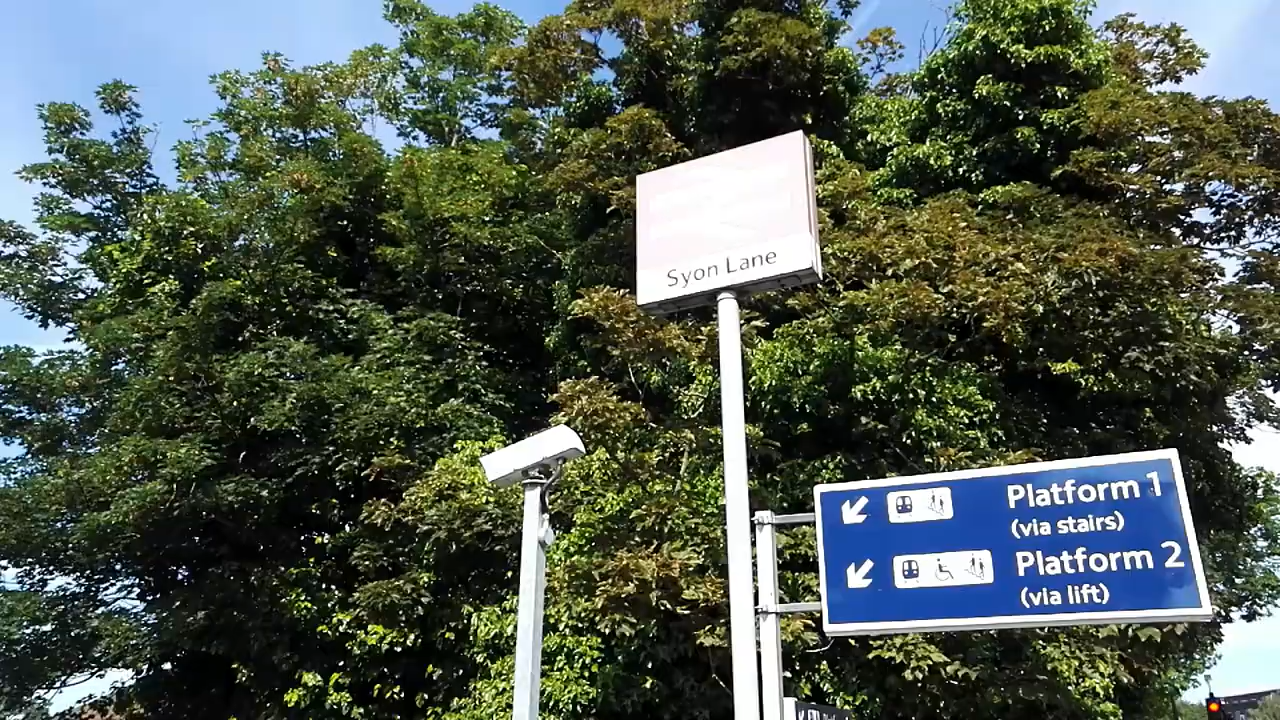 Syon Lane
Platform 1
(via stairs)
Platform 2
(via lift)